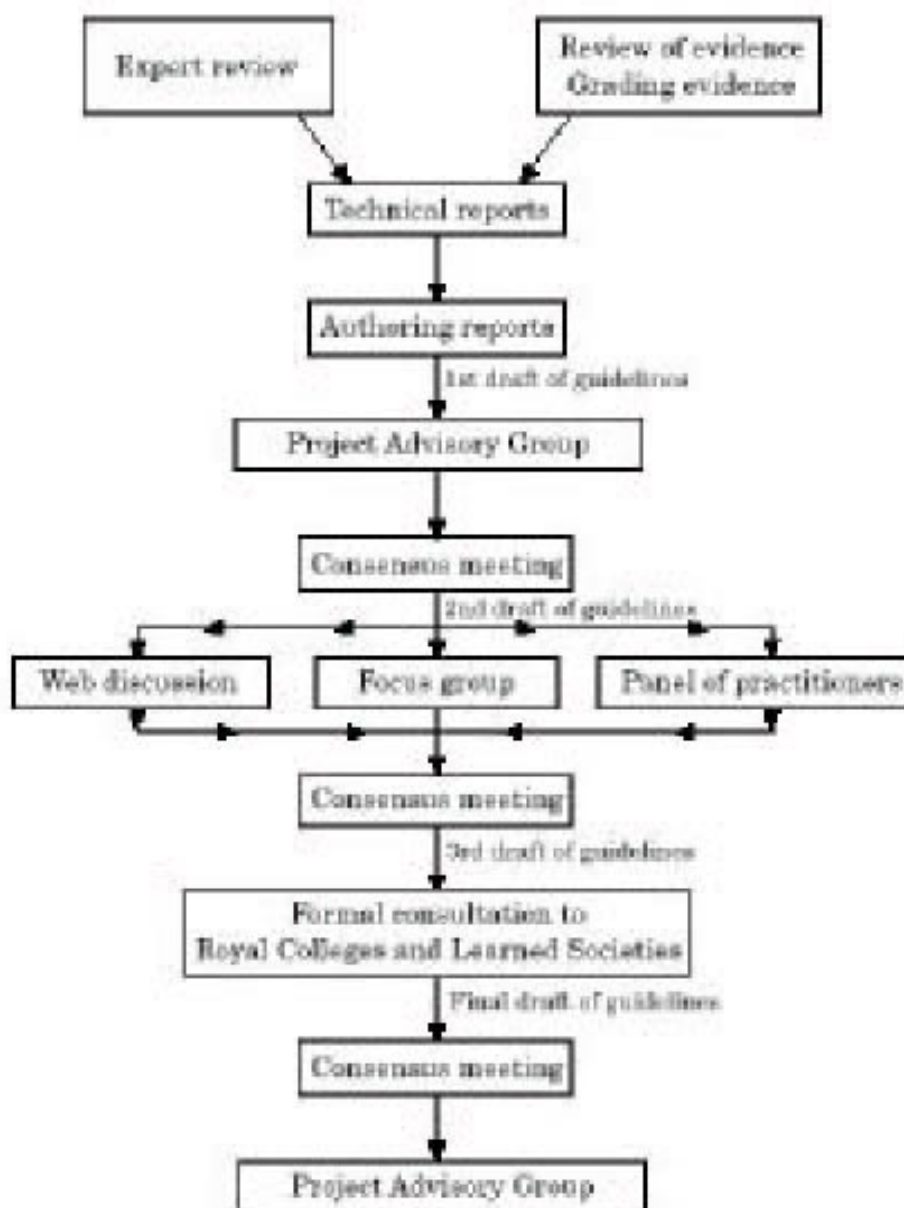 Expert review
Review of evidence
Grading evidence
Technical reports
Authoring reports
1st draft of guidelines
Project Advisory Group
Consensus meeting
2nd draft of guidelines
Web discussion
Focus group
Panel of practitioners
Consensus meeting
3rd draft of guidelines
Formal consultation to
Royal Colleges and Learned Societies
Final draft of guidelines
Consensus meeting
Project Advisory Group